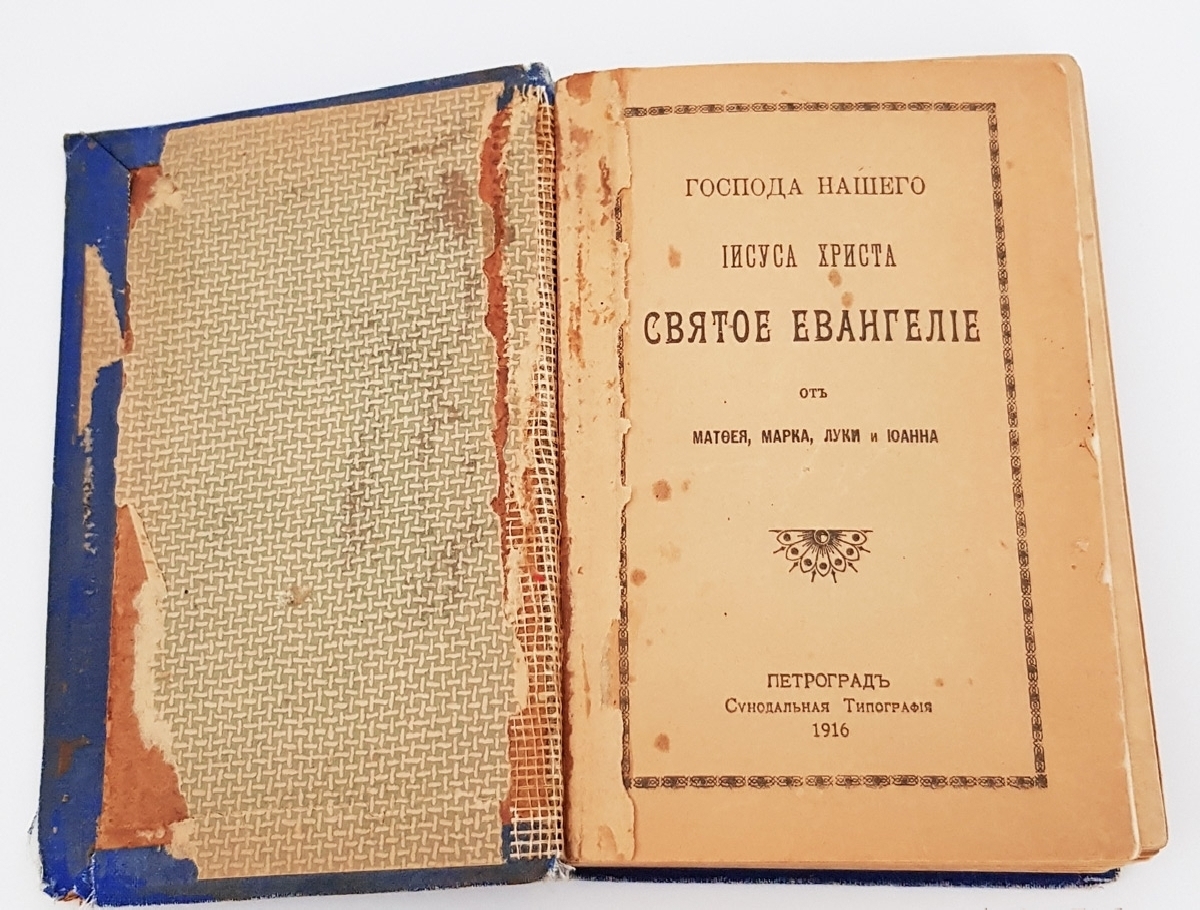 ГОСПОДА НАШЕГО
ІИСУСА ХРИСТА
СВЯТОЕ ЕВАНГЕЛІЕ
отъ
МАТѲЕЯ, МАРКА, ЛУКИ и ІОАННА
ПЕТРОГРАДЪ
Сѵнодальная Типографія
1916